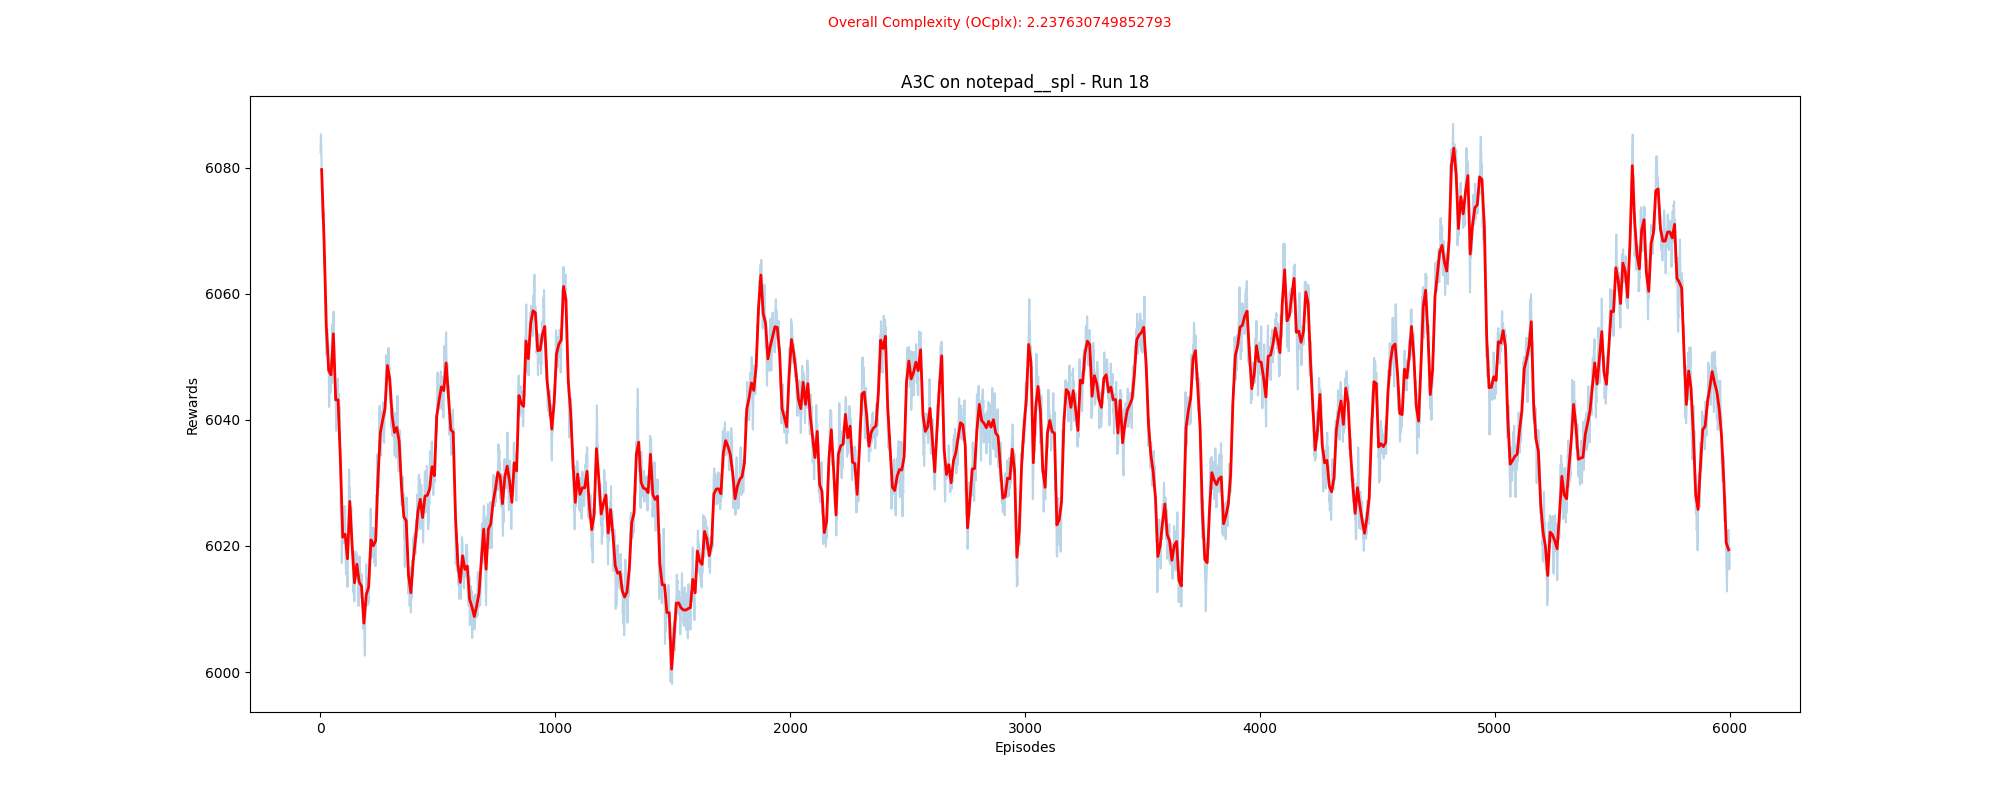 Overall Complexity (OCplx): 2.237630749852793
A3C on notepad__spl - Run 18
6080
6060
6040
6020
6000
Rewards
0 1000 2000 3000 4000 5000 6000
Episodes